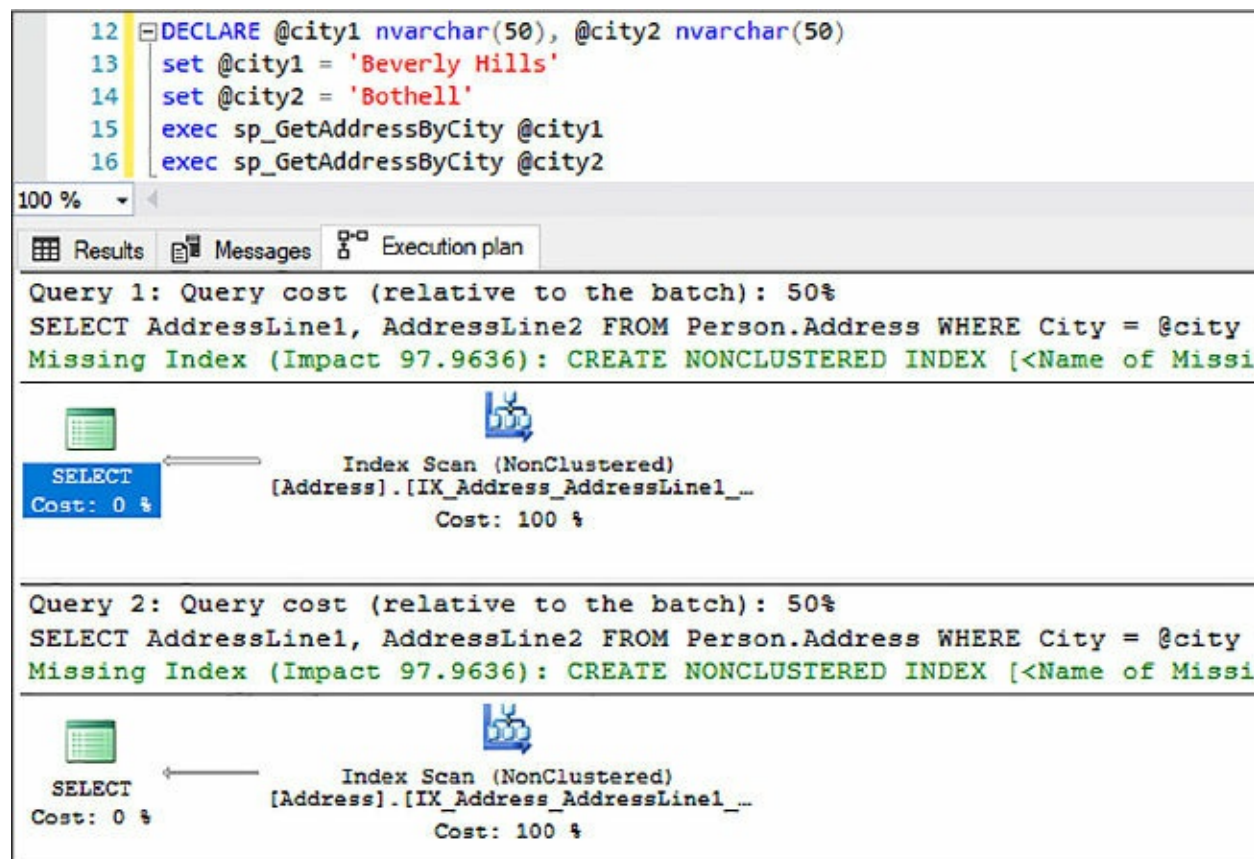 12 DECLARE @city1 nvarchar(50), @city2 nvarchar(50)
13 set @city1 = 'Beverly Hills'
14 set @city2 = 'Bothell'
15 exec sp_GetAddressByCity @city1
16 exec sp_GetAddressByCity @city2
100 %
Results Messages Execution plan
Query 1: Query cost (relative to the batch): 50%
SELECT AddressLine1, AddressLine2 FROM Person.Address WHERE City = @city
Missing Index (Impact 97.9636): CREATE NONCLUSTERED INDEX [<Name of Missi
Index Scan (NonClustered)
SELECT [Address].[IX_Address_AddressLine1_…
Cost: 0 % Cost: 100 %
Query 2: Query cost (relative to the batch): 50%
SELECT AddressLine1, AddressLine2 FROM Person.Address WHERE City = @city
Missing Index (Impact 97.9636): CREATE NONCLUSTERED INDEX [<Name of Missi
Index Scan (NonClustered)
SELECT [Address].[IX_Address_AddressLine1_…
Cost: 0 % Cost: 100 %